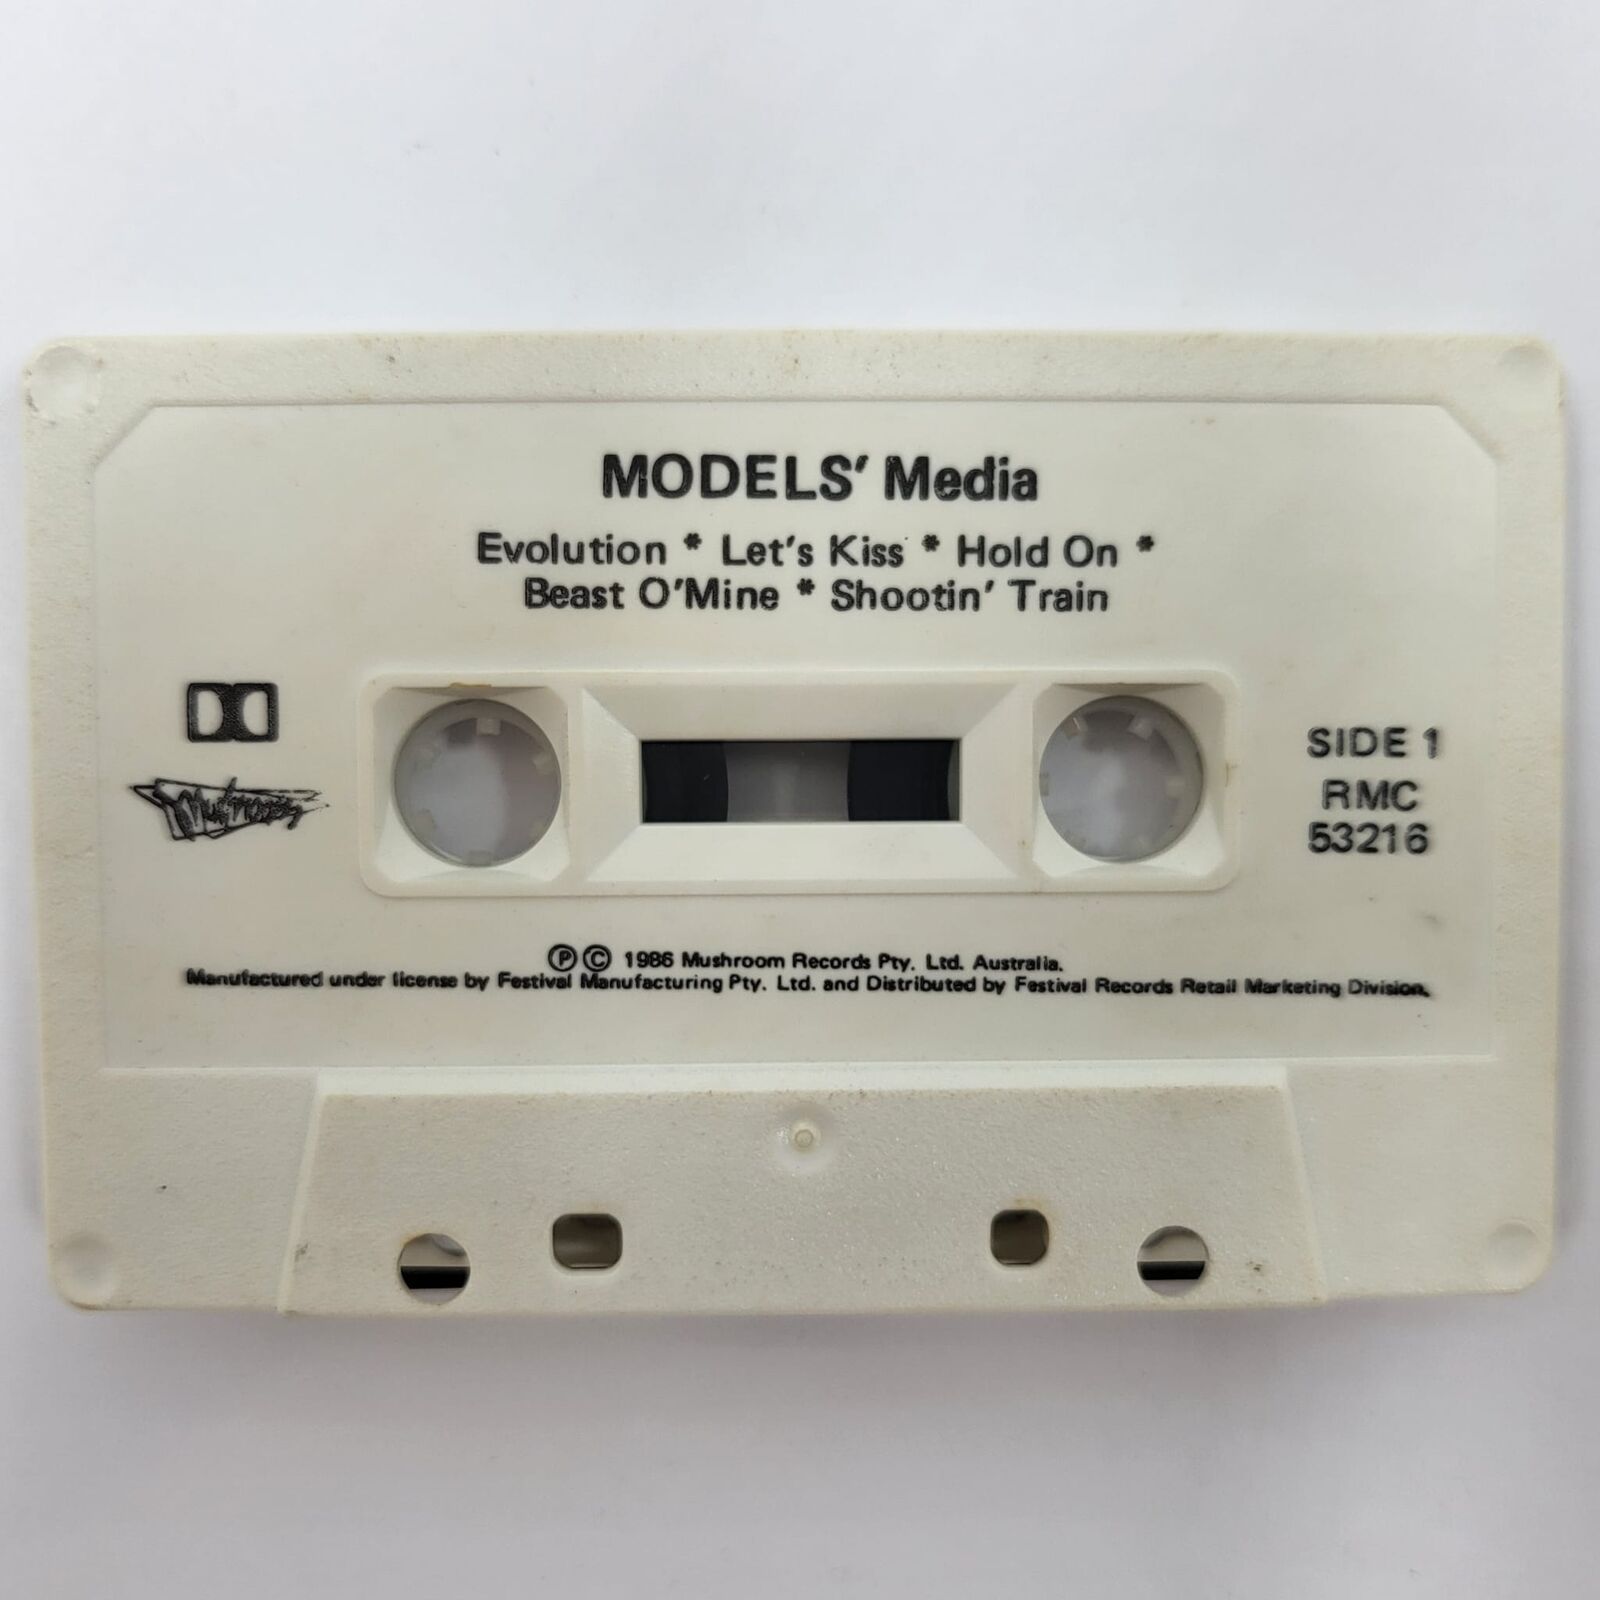 MODELS' Media
Evolution * Let's Kiss * Hold On *
Beast O'Mine * Shootin' Train
Mushroom
SIDE 1
RMC
53216
Ⓟ © 1986 Mushroom Records Pty. Ltd. Australia.
Manufactured under license by Festival Manufacturing Pty. Ltd. and Distributed by Festival Records Retail Marketing Division.